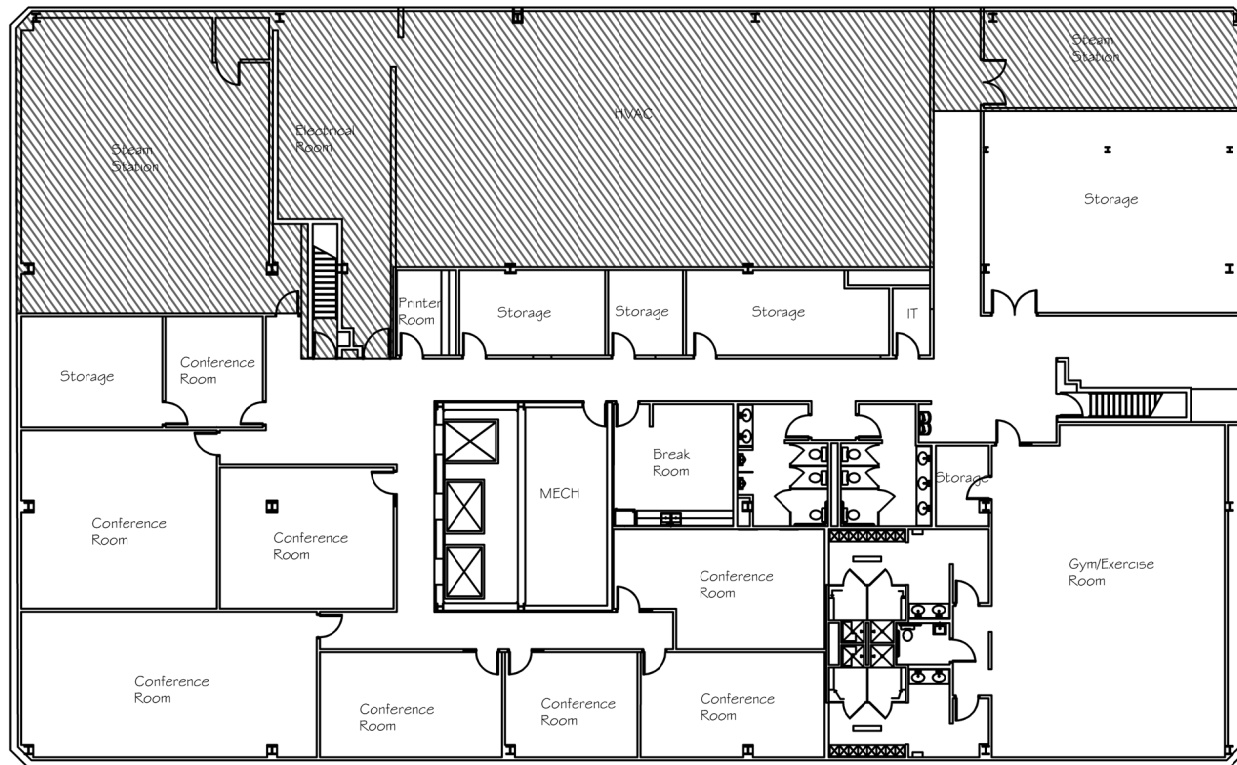 Steam
Station
Steam
Station
HVAC
Electrical
Room
Storage
Printer
Room
Storage
Storage
Storage
IT
Conference
Room
Storage
Break
Room
MECH
Storage
Conference
Room
Conference
Room
Gym/Exercise
Room
Conference
Room
Conference
Room
Conference
Room
Conference
Room
Conference
Room